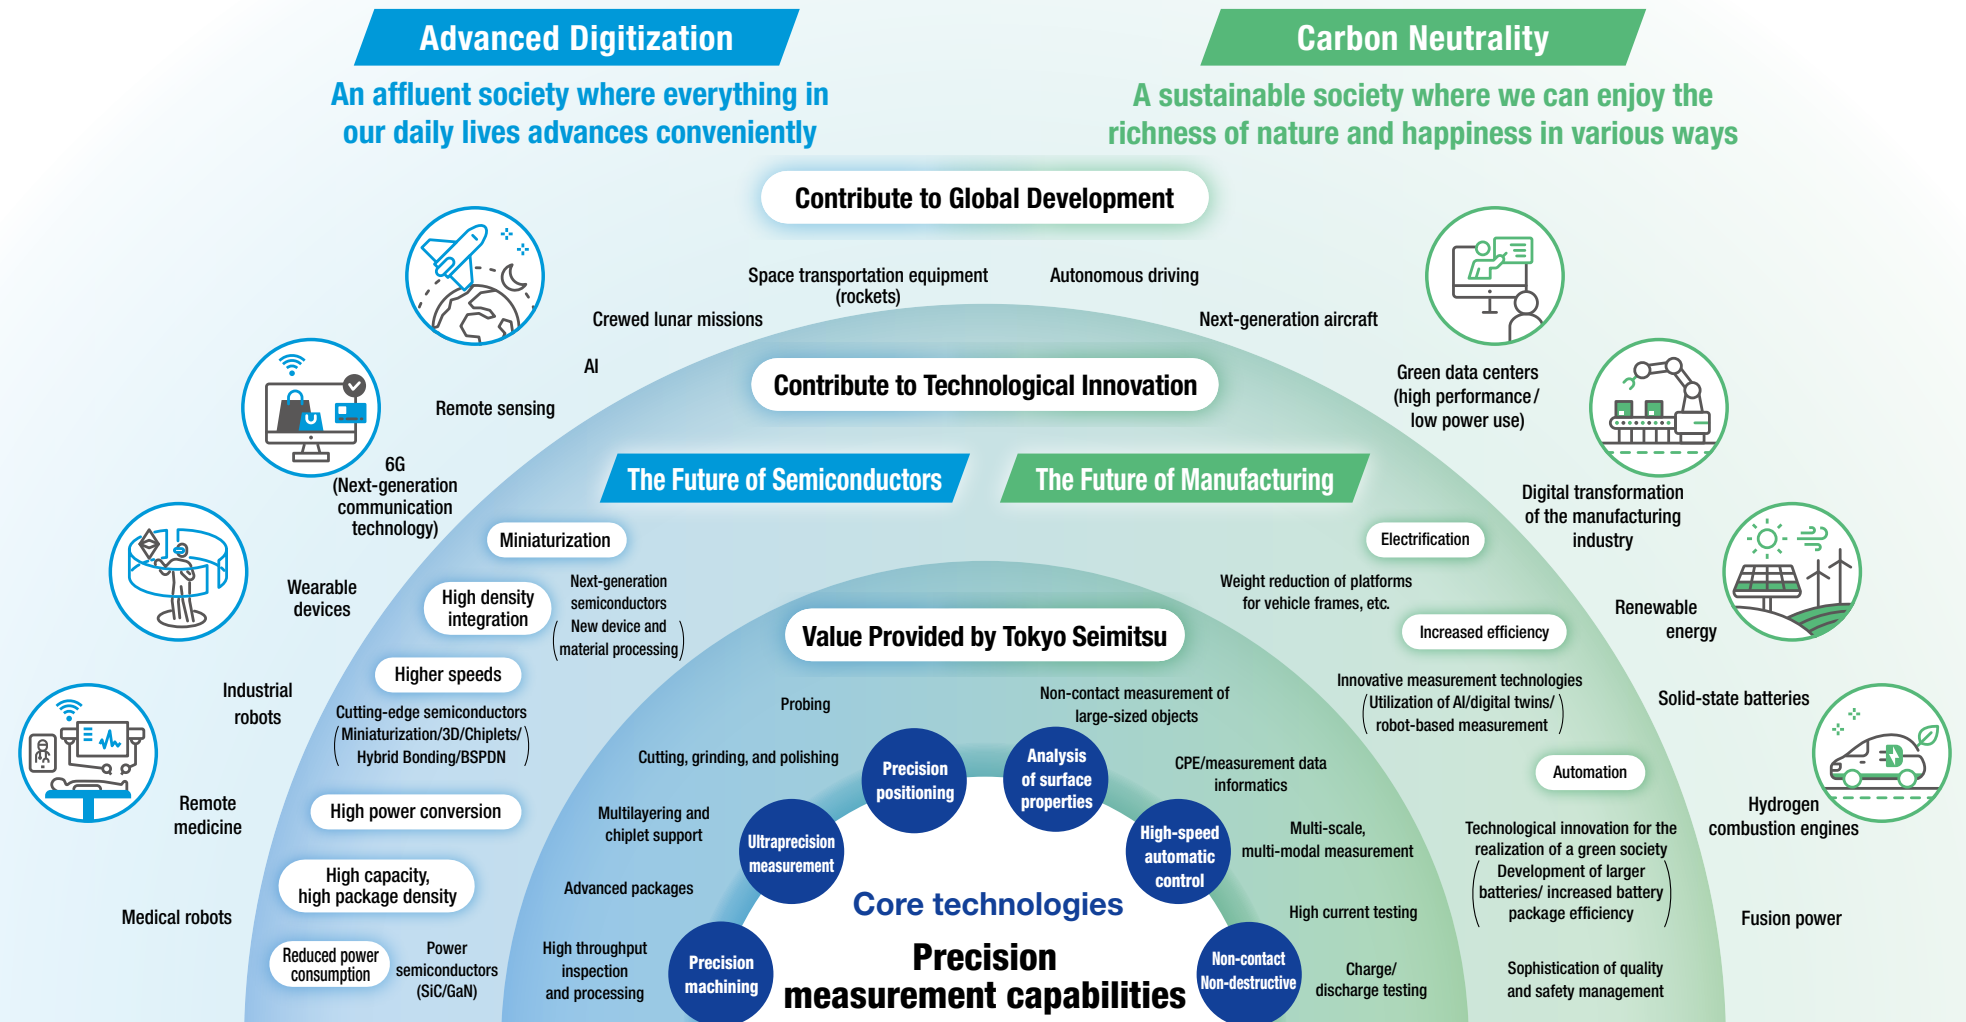 Advanced Digitization
An affluent society where everything in
our daily lives advances conveniently
Carbon Neutrality
A sustainable society where we can enjoy the
richness of nature and happiness in various ways
Contribute to Global Development
Space transportation equipment
(rockets)
Autonomous driving
Crewed lunar missions
Next-generation aircraft
AI
Remote sensing
6G
(Next-generation
communication
technology)
Wearable
devices
Industrial
robots
Remote
medicine
Medical robots
Green data centers
(high performance/
low power use)
Digital transformation
of the manufacturing
industry
Renewable
energy
Solid-state batteries
Hydrogen
combustion engines
Fusion power
Contribute to Technological Innovation
The Future of Semiconductors
Miniaturization
High density
integration
Next-generation
semiconductors
(New device and
material processing)
Higher speeds
Cutting-edge semiconductors
(Miniaturization/3D/Chiplets/
Hybrid Bonding/BSPDN)
High power conversion
High capacity,
high package density
Reduced power
consumption
Power
semiconductors
(SiC/GaN)
The Future of Manufacturing
Electrification
Weight reduction of platforms
for vehicle frames, etc.
Increased efficiency
Innovative measurement technologies
(Utilization of AI/digital twins/
robot-based measurement)
Automation
Technological innovation for the
realization of a green society
(Development of larger
batteries/ increased battery
package efficiency)
Sophistication of quality
and safety management
Value Provided by Tokyo Seimitsu
Probing
Cutting, grinding, and polishing
Multilayering and
chiplet support
Advanced packages
High throughput
inspection
and processing
Non-contact measurement of
large-sized objects
CPE/measurement data
informatics
Multi-scale,
multi-modal measurement
High current testing
Charge/
discharge testing
Precision
machining
Ultraprecision
measurement
Precision
positioning
Analysis
of surface
properties
High-speed
automatic
control
Non-contact
Non-destructive
Core technologies
Precision
measurement capabilities